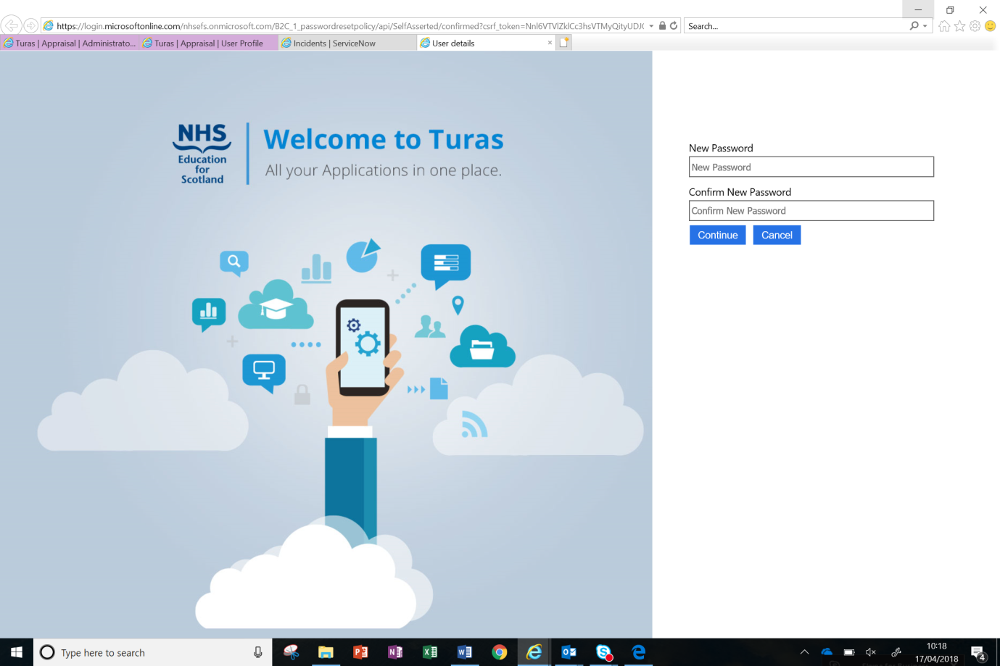 https://login.microsoftonline.com/nhsefs.onmicrosoft.com/B2C_1_passwordresetpolicy/api/SelfAsserted/confirmed?csrf_token=
Search...
Turas | Appraisal | Administrato...
Turas | Appraisal | User Profile
Incidents | ServiceNow
User details
NHS
Education
for
Scotland
Welcome to Turas
All your Applications in one place.
New Password
New Password
Confirm New Password
Confirm New Password
Continue
Cancel
Type here to search
10:18
17/04/2018
4